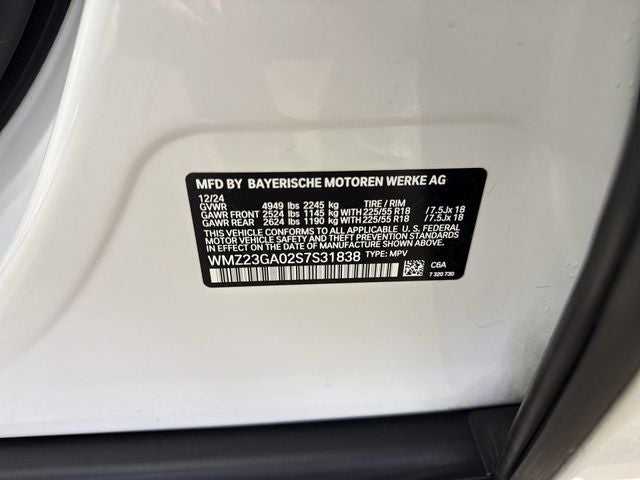 MFD BY BAYERISCHE MOTOREN WERKE AG
12/24
GVWR 4949 lbs 2245 kg TIRE / RIM
GAWR FRONT 2524 lbs 1145 kg WITH 225/55 R18 / 7.5Jx 18
GAWR REAR 2624 lbs 1190 kg WITH 225/55 R18 / 7.5Jx 18
THIS VEHICLE CONFORMS TO ALL APPLICABLE U. S. FEDERAL
MOTOR VEHICLE SAFETY, BUMPER, AND THEFT PREVENTION
STANDARDS IN EFFECT ON THE DATE OF MANUFACTURE SHOWN ABOVE.
WMZ23GA02S7S31838 TYPE: MPV
C6A
7 320 730